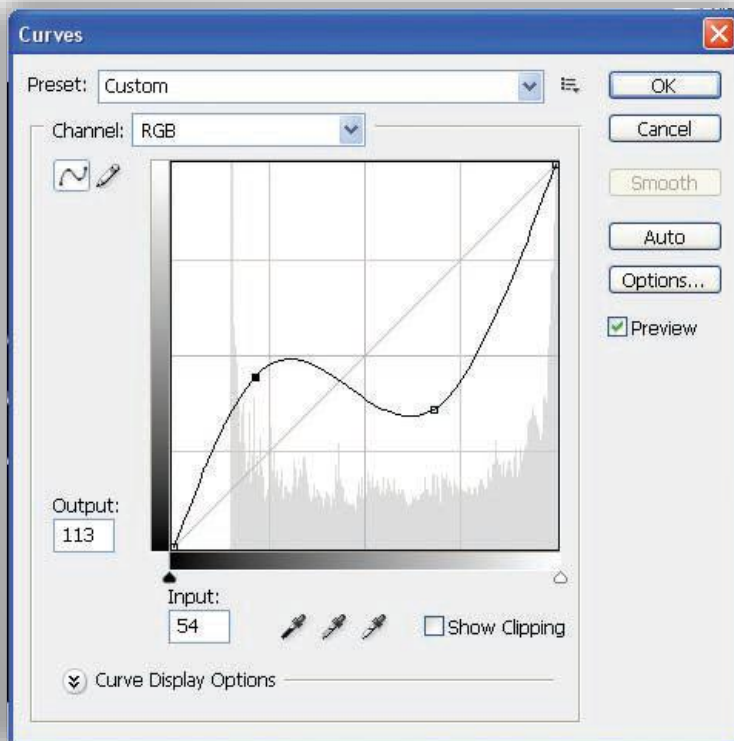 Curves
Preset: Custom
OK
Channel: RGB
Cancel
Smooth
Auto
Options...
Preview
Output:
113
Input:
54
Show Clipping
Curve Display Options